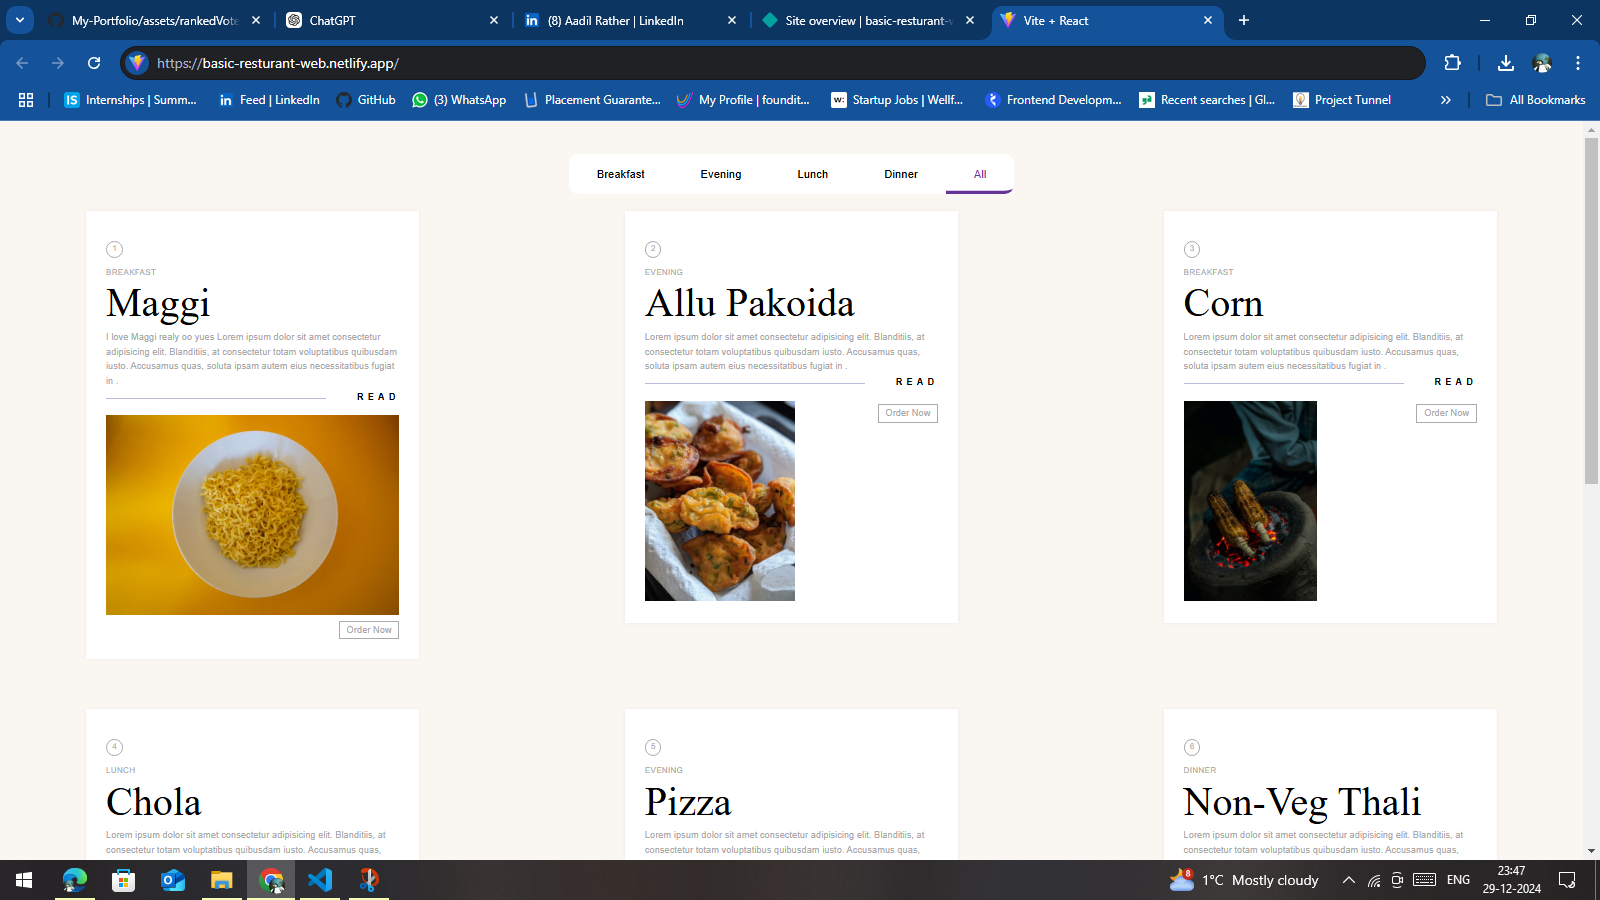 My-Portfolio/assets/rankedVote
ChatGPT
(8) Aadil Rather | LinkedIn
Site overview | basic-resturant-w
Vite + React
https://basic-resturant-web.netlify.app/
Internships | Summ...
Feed | LinkedIn
GitHub
(3) WhatsApp
Placement Guarante...
My Profile | foundit...
Startup Jobs | Wellf...
Frontend Developm...
Recent searches | Gl...
Project Tunnel
All Bookmarks
Breakfast
Evening
Lunch
Dinner
All
1
BREAKFAST
Maggi
I love Maggi realy oo yues Lorem ipsum dolor sit amet consectetur
adipisicing elit. Blanditiis, at consectetur totam voluptatibus quibusdam
iusto. Accusamus quas, soluta ipsam autem eius necessitatibus fugiat
in .
READ
Order Now
2
EVENING
Allu Pakoida
Lorem ipsum dolor sit amet consectetur adipisicing elit. Blanditiis, at
consectetur totam voluptatibus quibusdam iusto. Accusamus quas,
soluta ipsam autem eius necessitatibus fugiat in .
READ
Order Now
3
BREAKFAST
Corn
Lorem ipsum dolor sit amet consectetur adipisicing elit. Blanditiis, at
consectetur totam voluptatibus quibusdam iusto. Accusamus quas,
soluta ipsam autem eius necessitatibus fugiat in .
READ
Order Now
4
LUNCH
Chola
Lorem ipsum dolor sit amet consectetur adipisicing elit. Blanditiis, at
consectetur totam voluptatibus quibusdam iusto. Accusamus quas,
5
EVENING
Pizza
Lorem ipsum dolor sit amet consectetur adipisicing elit. Blanditiis, at
consectetur totam voluptatibus quibusdam iusto. Accusamus quas,
6
DINNER
Non-Veg Thali
Lorem ipsum dolor sit amet consectetur adipisicing elit. Blanditiis, at
consectetur totam voluptatibus quibusdam iusto. Accusamus quas,
8
1°C Mostly cloudy
ENG
23:47
29-12-2024